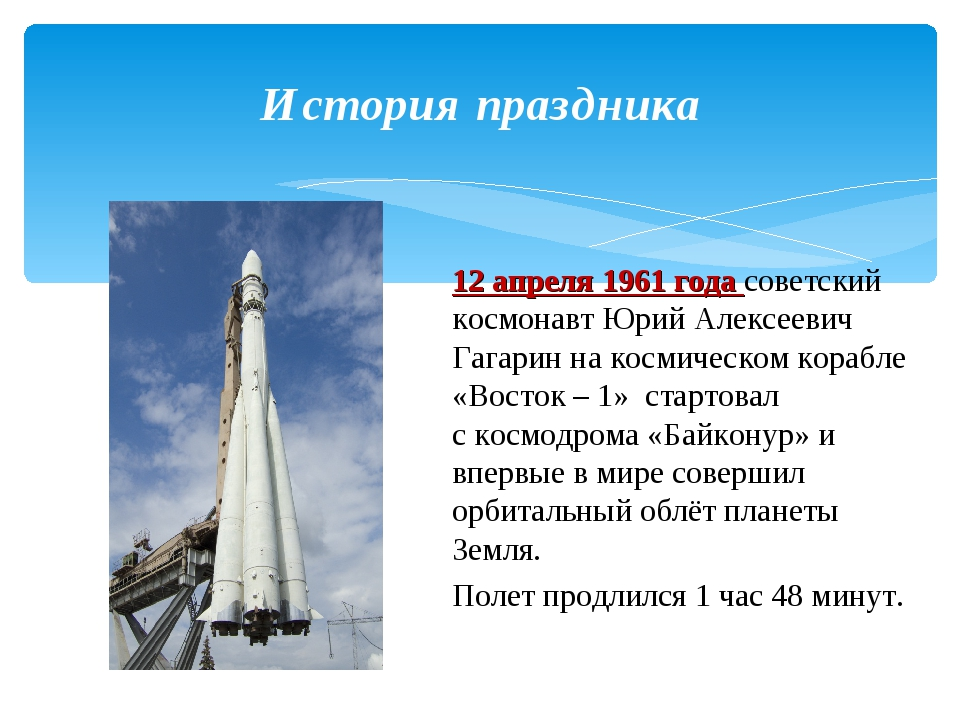 История праздника
12 апреля 1961 года советский
космонавт Юрий Алексеевич
Гагарин на космическом корабле
«Восток – 1»  стартовал
с космодрома «Байконур» и
впервые в мире совершил
орбитальный облёт планеты
Земля.
Полет продлился 1 час 48 минут.